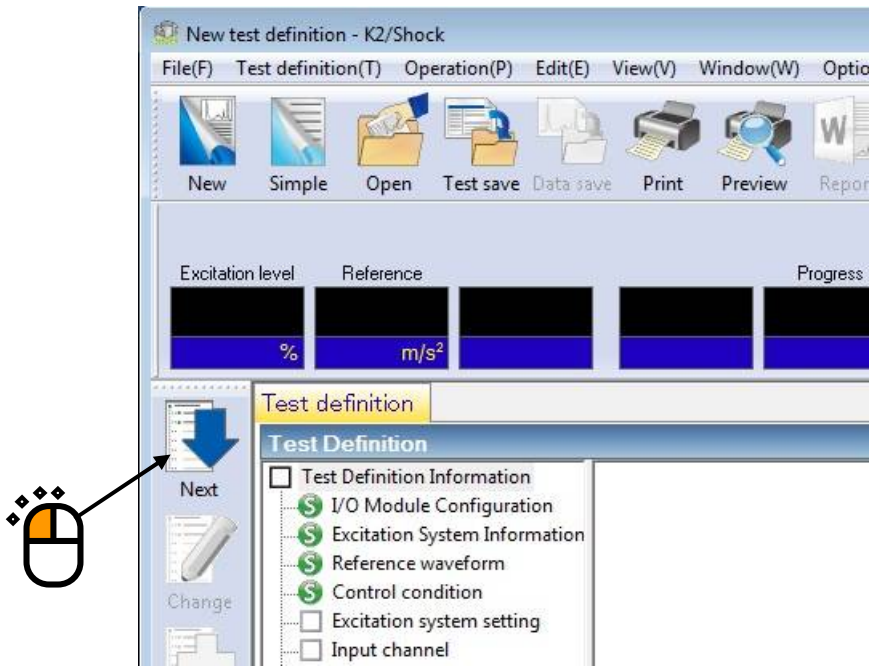 New test definition - K2/Shock
File(F) Test definition(T) Operation(P) Edit(E) View(V) Window(W) Optio
New Simple Open Test save Data save Print Preview Repor
Excitation level Reference Progress
% m/s²
Test definition
Test Definition
Next
Change
Test Definition Information
I/O Module Configuration
Excitation System Information
Reference waveform
Control condition
Excitation system setting
Input channel